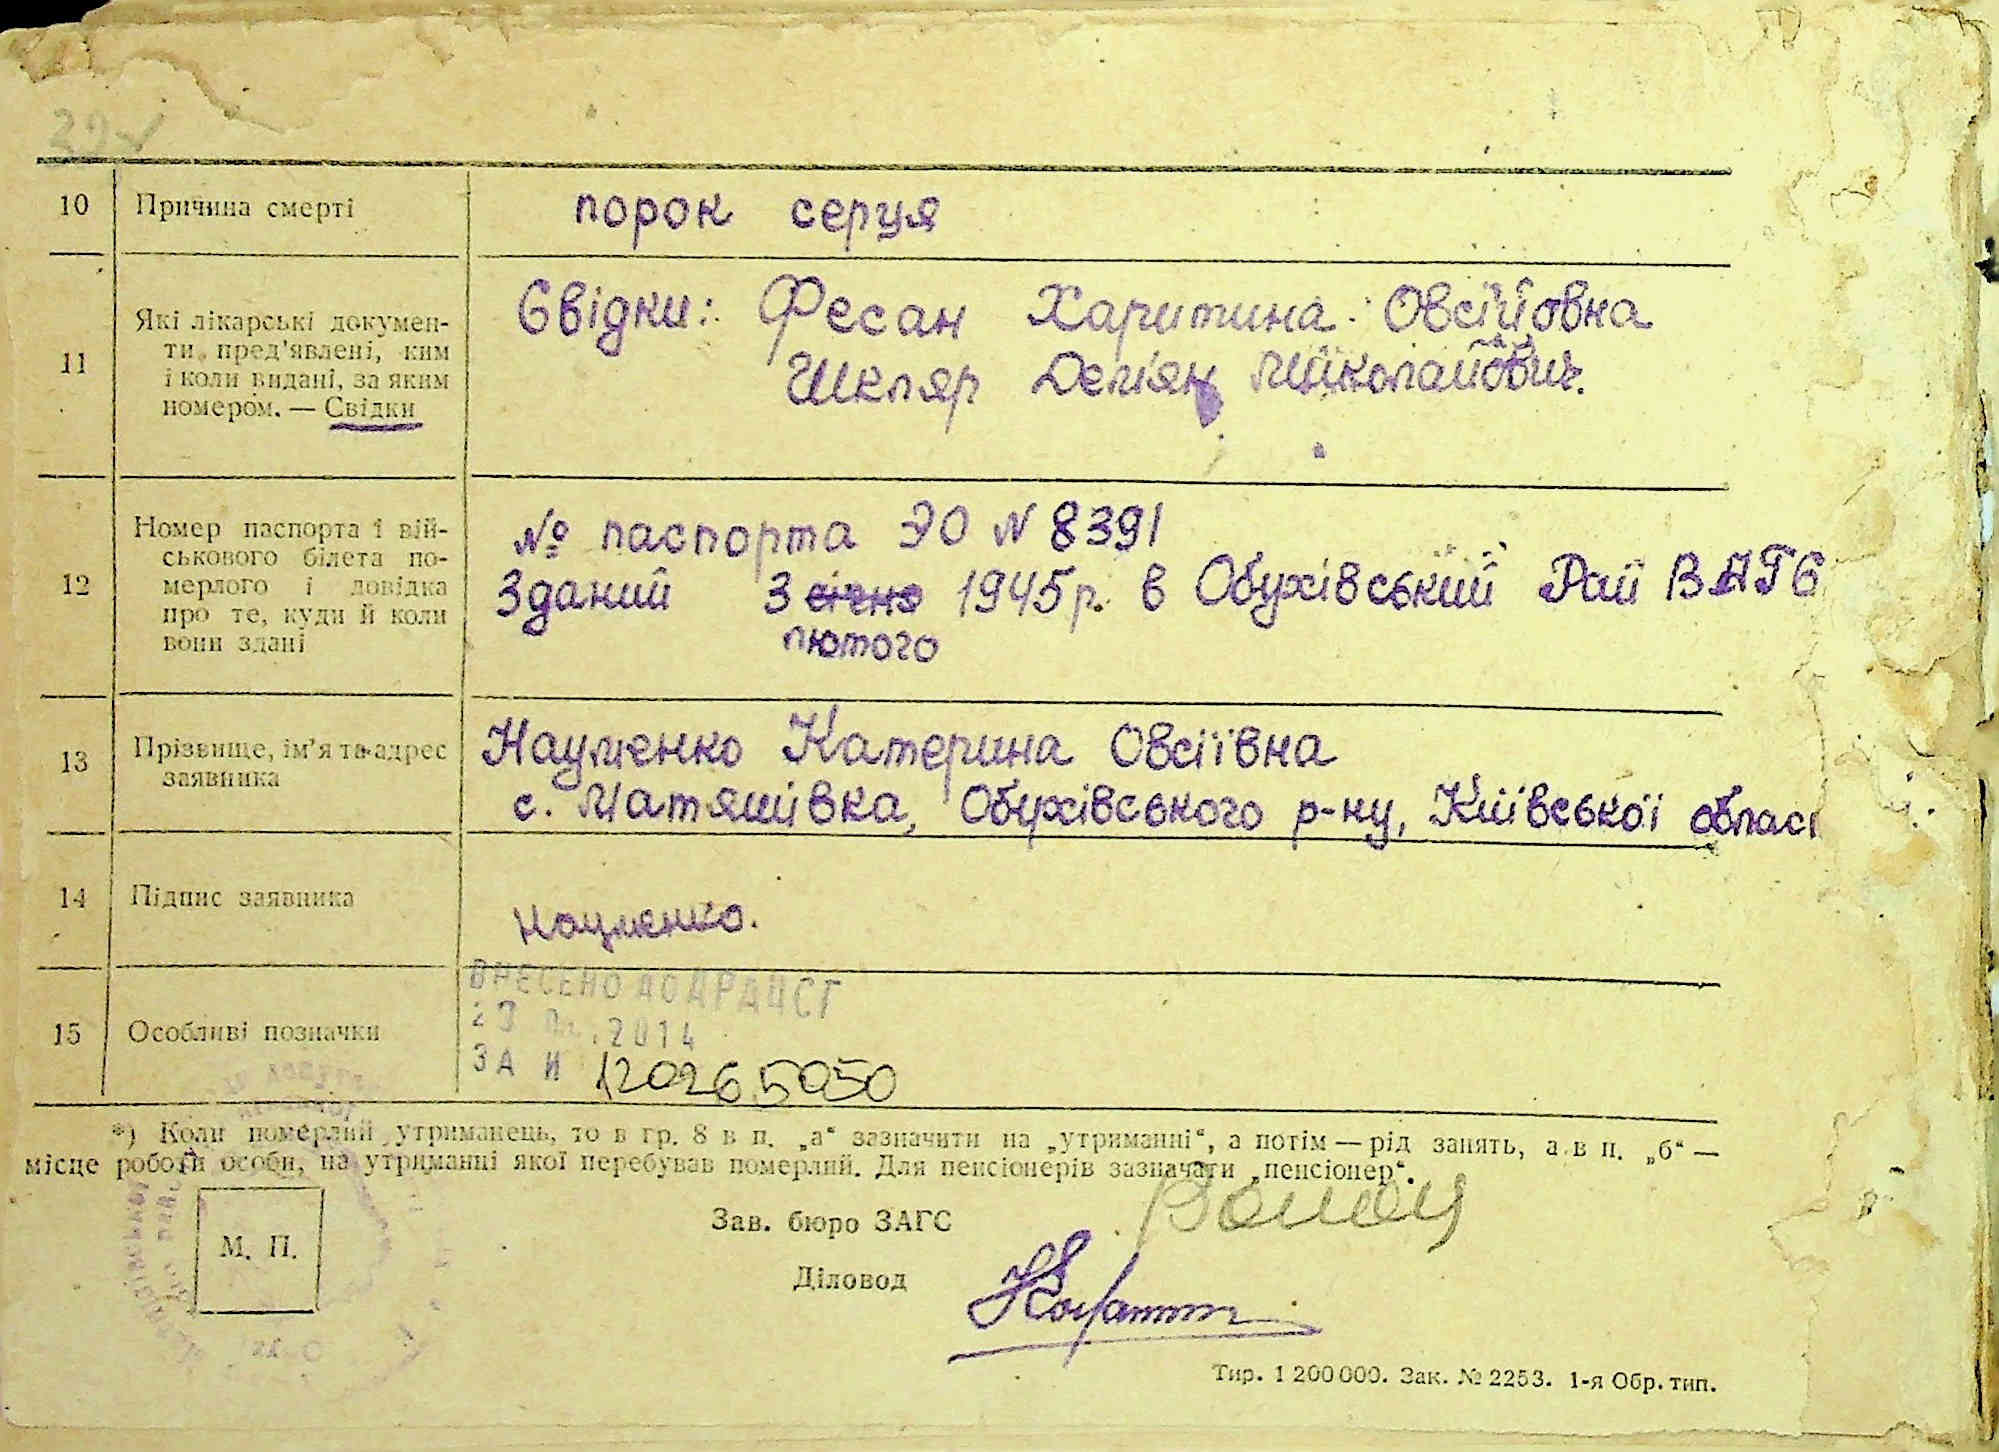 29
10 Причина смерті порок серця
11 Які лікарські докумен-
ти пред'явлені, ким
і коли видані, за яким
номером. — Свідки
Свідки: Фесан Харитина Овсійовна
Шкляр Деміян Миколайович.
12 Номер паспорта і вій-
ськового білета по-
мерлого і довідка
про те, куди й коли
вони здані
№ паспорта ЭО N 8391
Зданий 3 січня 1945 р. в Обухівський Рай ВАГС
лютого
13 Прізвище, ім'я та адрес
заявника
Науменко Катерина Овсіївна
с. Матяшівка, Обухівського р-ну, Київської област
14 Підпис заявника Науменко.
15 Особливі позначки
ВНЕСЕНО ДО ДРАЦСГ
2014
ЗА N 1202265050
*) Коли померлий утриманець, то в гр. 8 в п. „а“ зазначити на „утриманні“, а потім — рід занять, а в п. „б“ —
місце роботи особи, на утриманні якої перебував померлий. Для пенсіонерів зазначати „пенсіонер“.
М. П.
Зав. бюро ЗАГС
Діловод
Тир. 1 200 000. Зак. № 2253. 1-я Обр. тип.